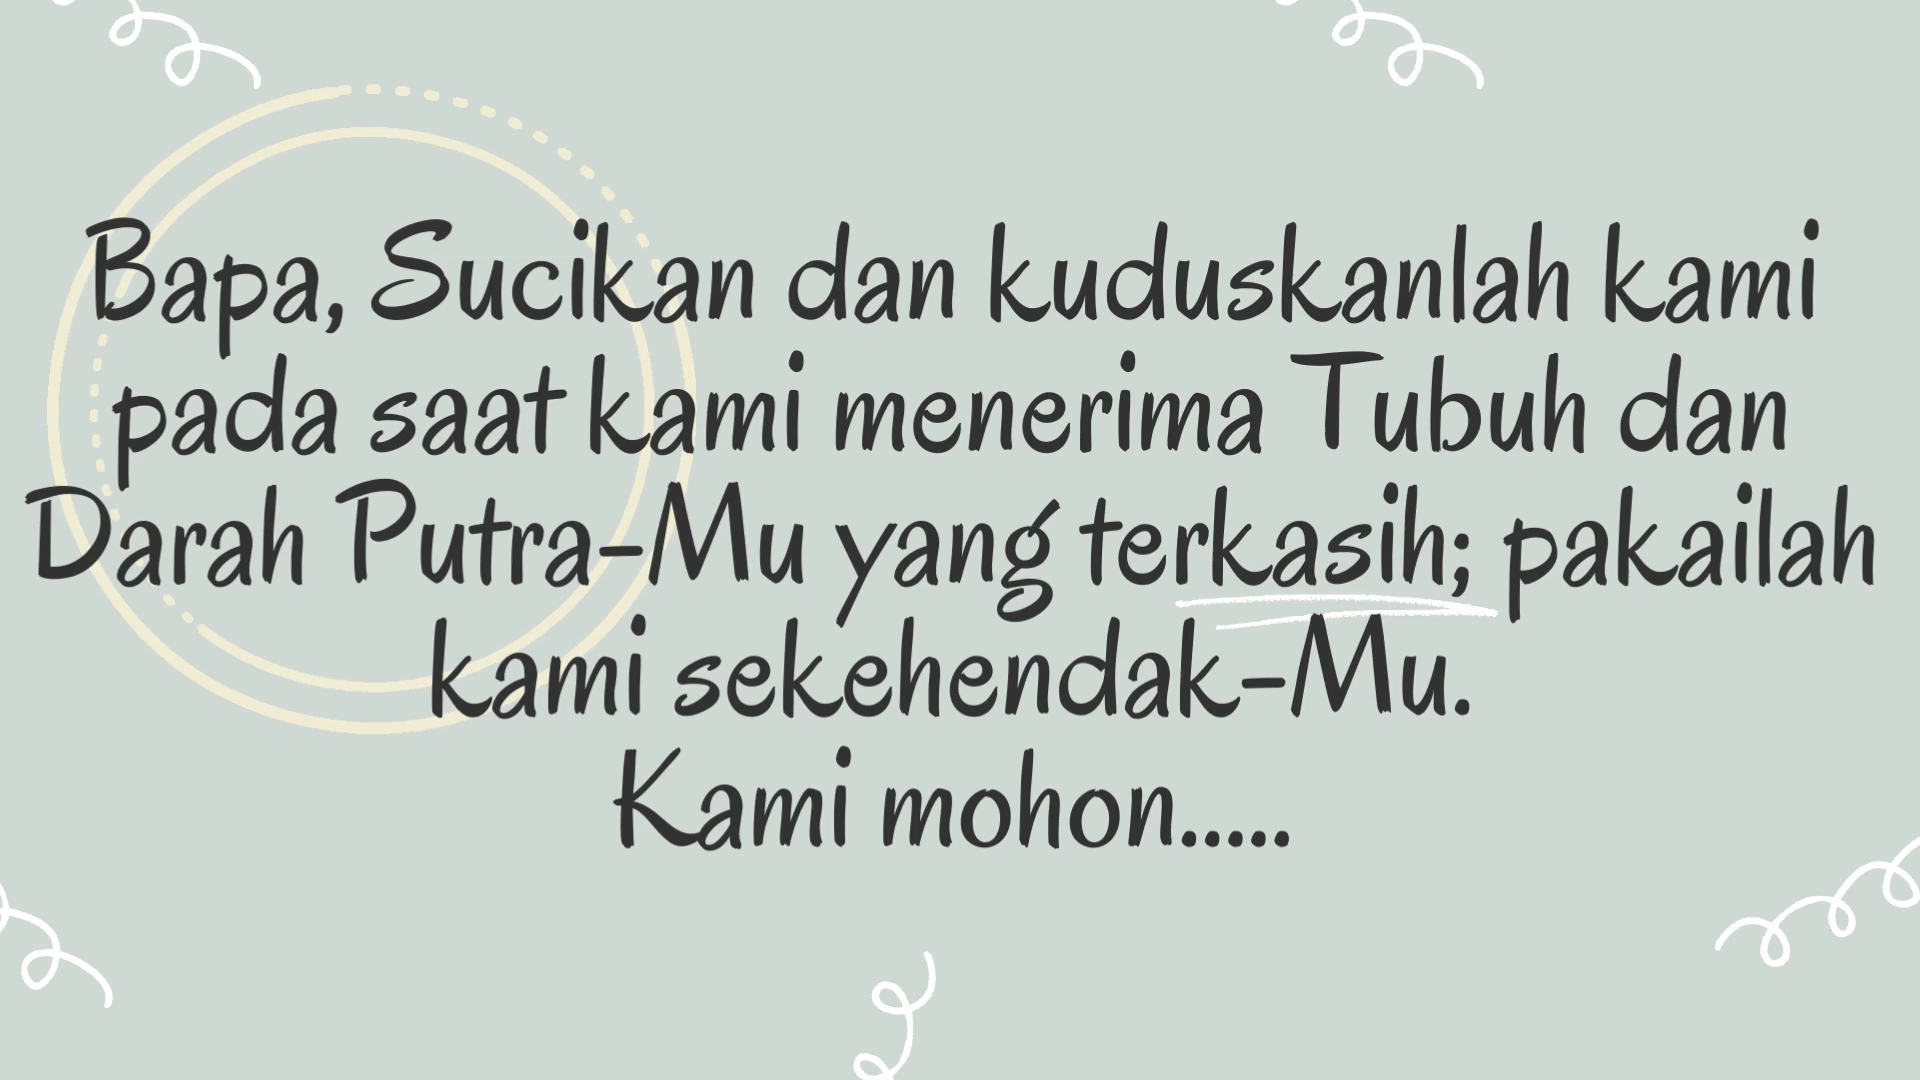 Bapa, Sucikan dan kuduskanlah kami
pada saat kami menerima Tubuh dan
Darah Putra-Mu yang terkasih; pakailah
kami sekehendak-Mu.
Kami mohon.....